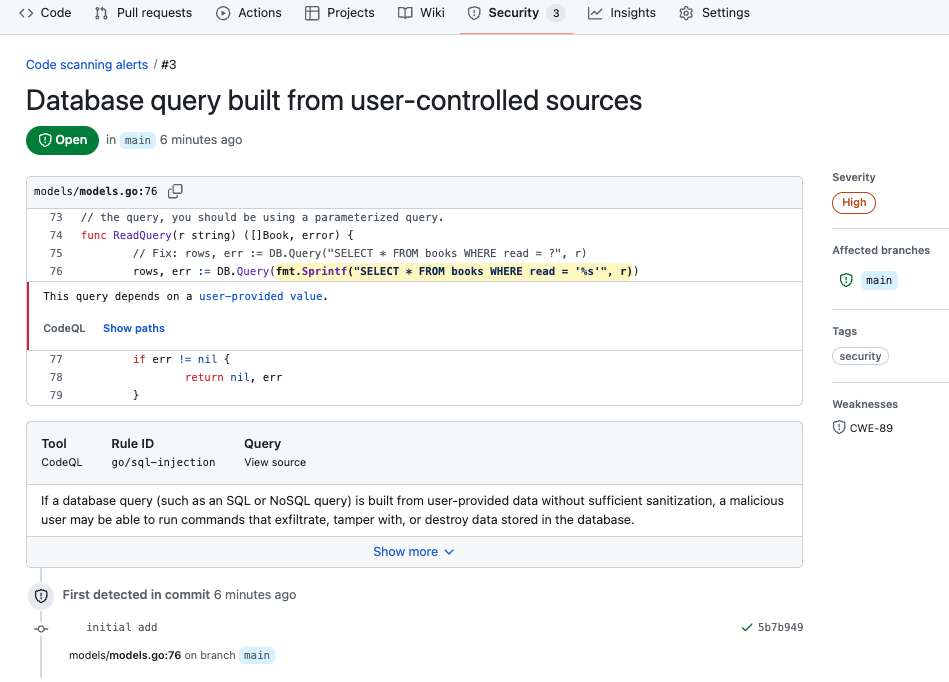 Code Pull requests Actions Projects Wiki Security 3 Insights Settings
Code scanning alerts / #3
Database query built from user-controlled sources
Open in main 6 minutes ago
models/models.go:76
73 // the query, you should be using a parameterized query.
74 func ReadQuery(r string) ([]Book, error) {
75 // Fix: rows, err := DB.Query("SELECT * FROM books WHERE read = ?", r)
76 rows, err := DB.Query(fmt.Sprintf("SELECT * FROM books WHERE read = '%s'", r))
This query depends on a user-provided value.
CodeQL Show paths
77 if err != nil {
78 return nil, err
79 }
Severity
High
Affected branches
main
Tags
security
Weaknesses
CWE-89
Tool Rule ID Query
CodeQL go/sql-injection View source
If a database query (such as an SQL or NoSQL query) is built from user-provided data without sufficient sanitization, a malicious
user may be able to run commands that exfiltrate, tamper with, or destroy data stored in the database.
Show more
First detected in commit 6 minutes ago
initial add 5b7b949
models/models.go:76 on branch main